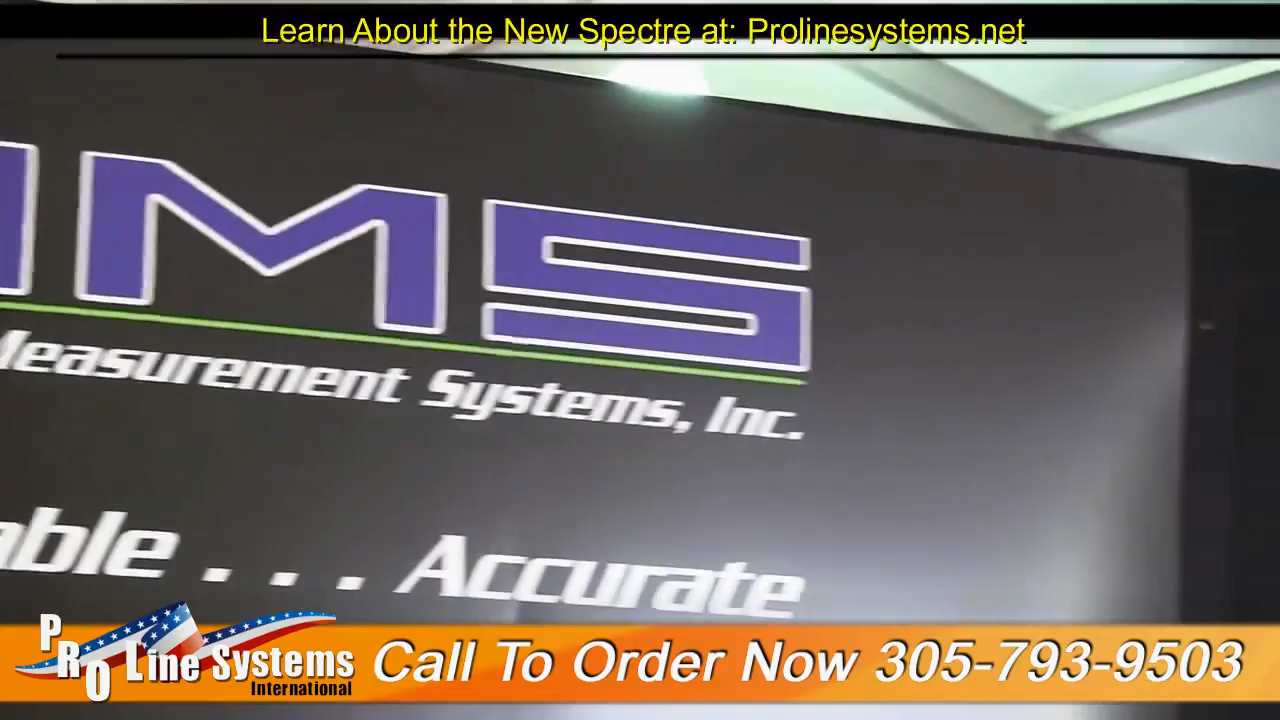 Learn About the New Spectre at: Prolinesystems.net
MS
Measurement Systems, Inc.
. . . Accurate
PRO Line Systems
International
Call To Order Now 305-793-9503